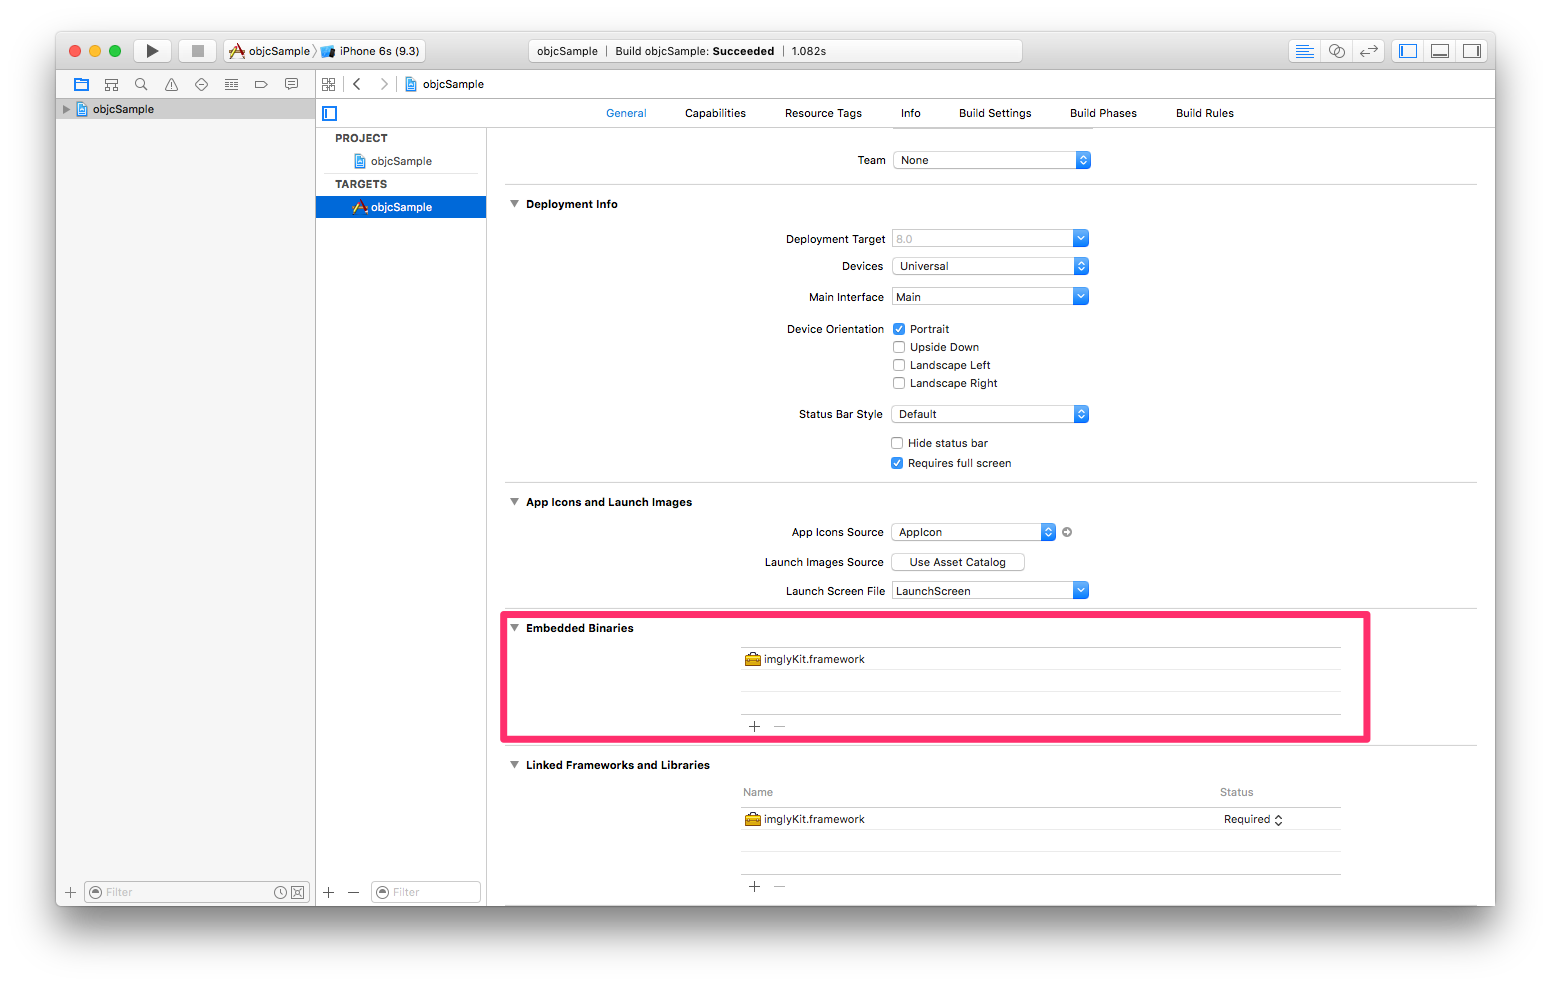 objcSample iPhone 6s (9.3) objcSample | Build objcSample: Succeeded | 1.082s
objcSample
objcSample
General Capabilities Resource Tags Info Build Settings Build Phases Build Rules
PROJECT
objcSample
TARGETS
objcSample
Team None
Deployment Info
Deployment Target 8.0
Devices Universal
Main Interface Main
Device Orientation Portrait
Upside Down
Landscape Left
Landscape Right
Status Bar Style Default
Hide status bar
Requires full screen
App Icons and Launch Images
App Icons Source AppIcon
Launch Images Source Use Asset Catalog
Launch Screen File LaunchScreen
Embedded Binaries
imglyKit.framework
Linked Frameworks and Libraries
Name Status
imglyKit.framework Required
Filter Filter